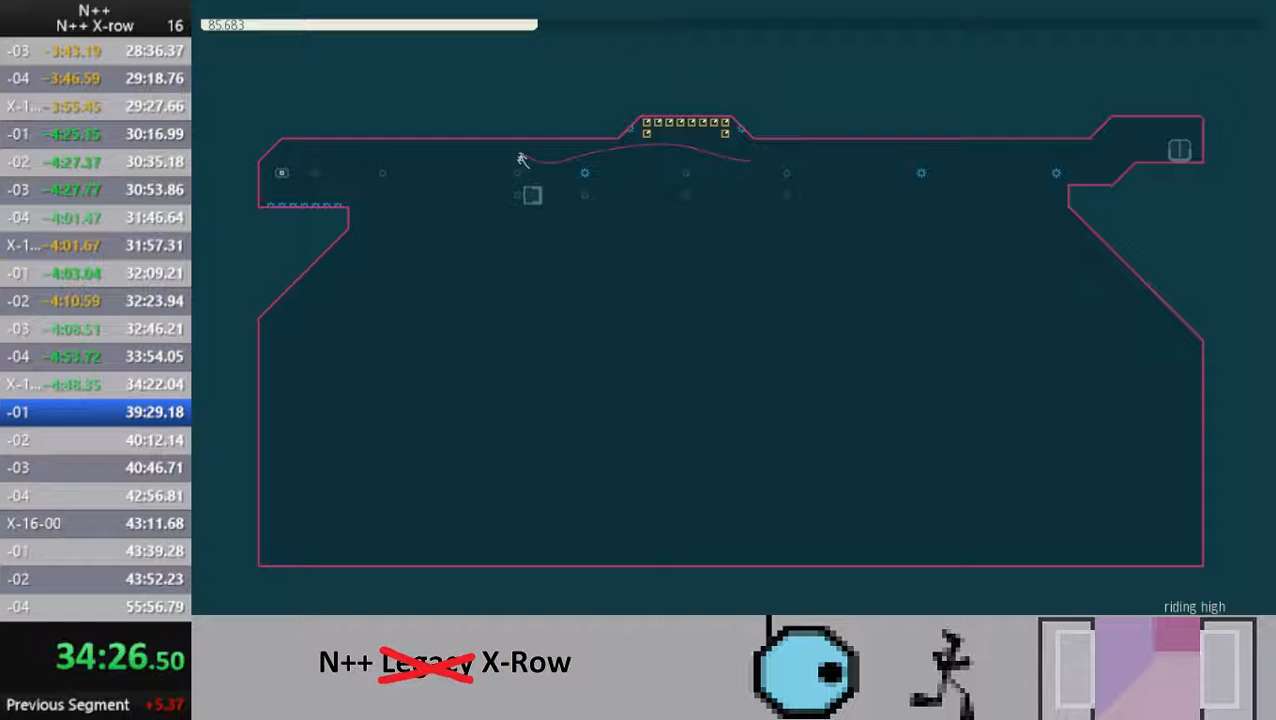 N++
N++ X-row 16
-03 -3:43.19 28:36.37
-04 -3:46.59 29:18.76
X-1... -3:55.45 29:27.66
-01 -4:25.15 30:16.99
-02 -4:27.37 30:35.18
-03 -4:27.77 30:53.86
-04 -4:01.47 31:46.64
X-1... -4:01.67 31:57.31
-01 -4:03.04 32:09.21
-02 -4:10.59 32:23.94
-03 -4:08.51 32:46.21
-04 -4:53.72 33:54.05
X-1... -4:48.35 34:22.04
-01 39:29.18
-02 40:12.14
-03 40:46.71
-04 42:56.81
X-16-00 43:11.68
-01 43:39.28
-02 43:52.23
-04 55:56.79
34:26.50
Previous Segment +5.37
85.683
riding high
N++ Legacy X-Row